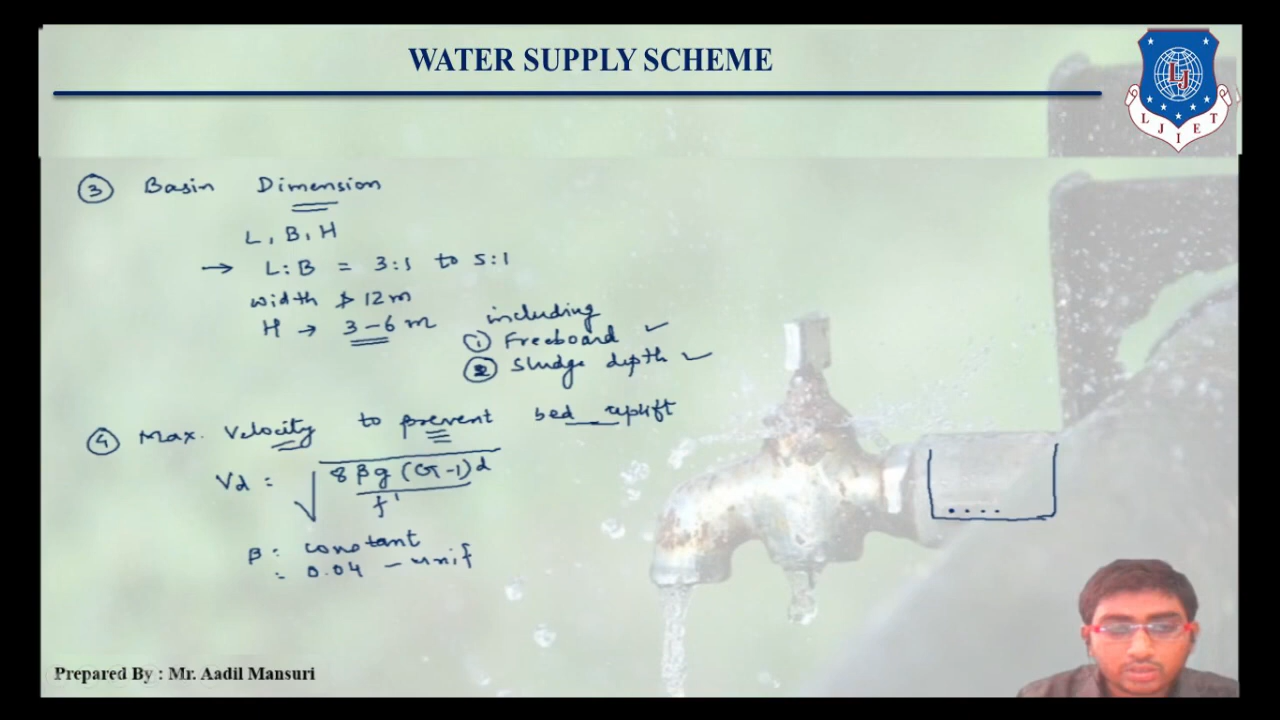 WATER SUPPLY SCHEME
LJ
L J I E T
③ Basin Dimension
L, B, H
→ L:B = 3:1 to 5:1
width ≯ 12m
H → 3-6 m including
① Freeboard ✓
② Sludge depth ✓
④ Max. Velocity to prevent bed uplift
Vd = √(8 β g (G-1) d / f')
β: constant
: 0.04 - unif
Prepared By : Mr. Aadil Mansuri